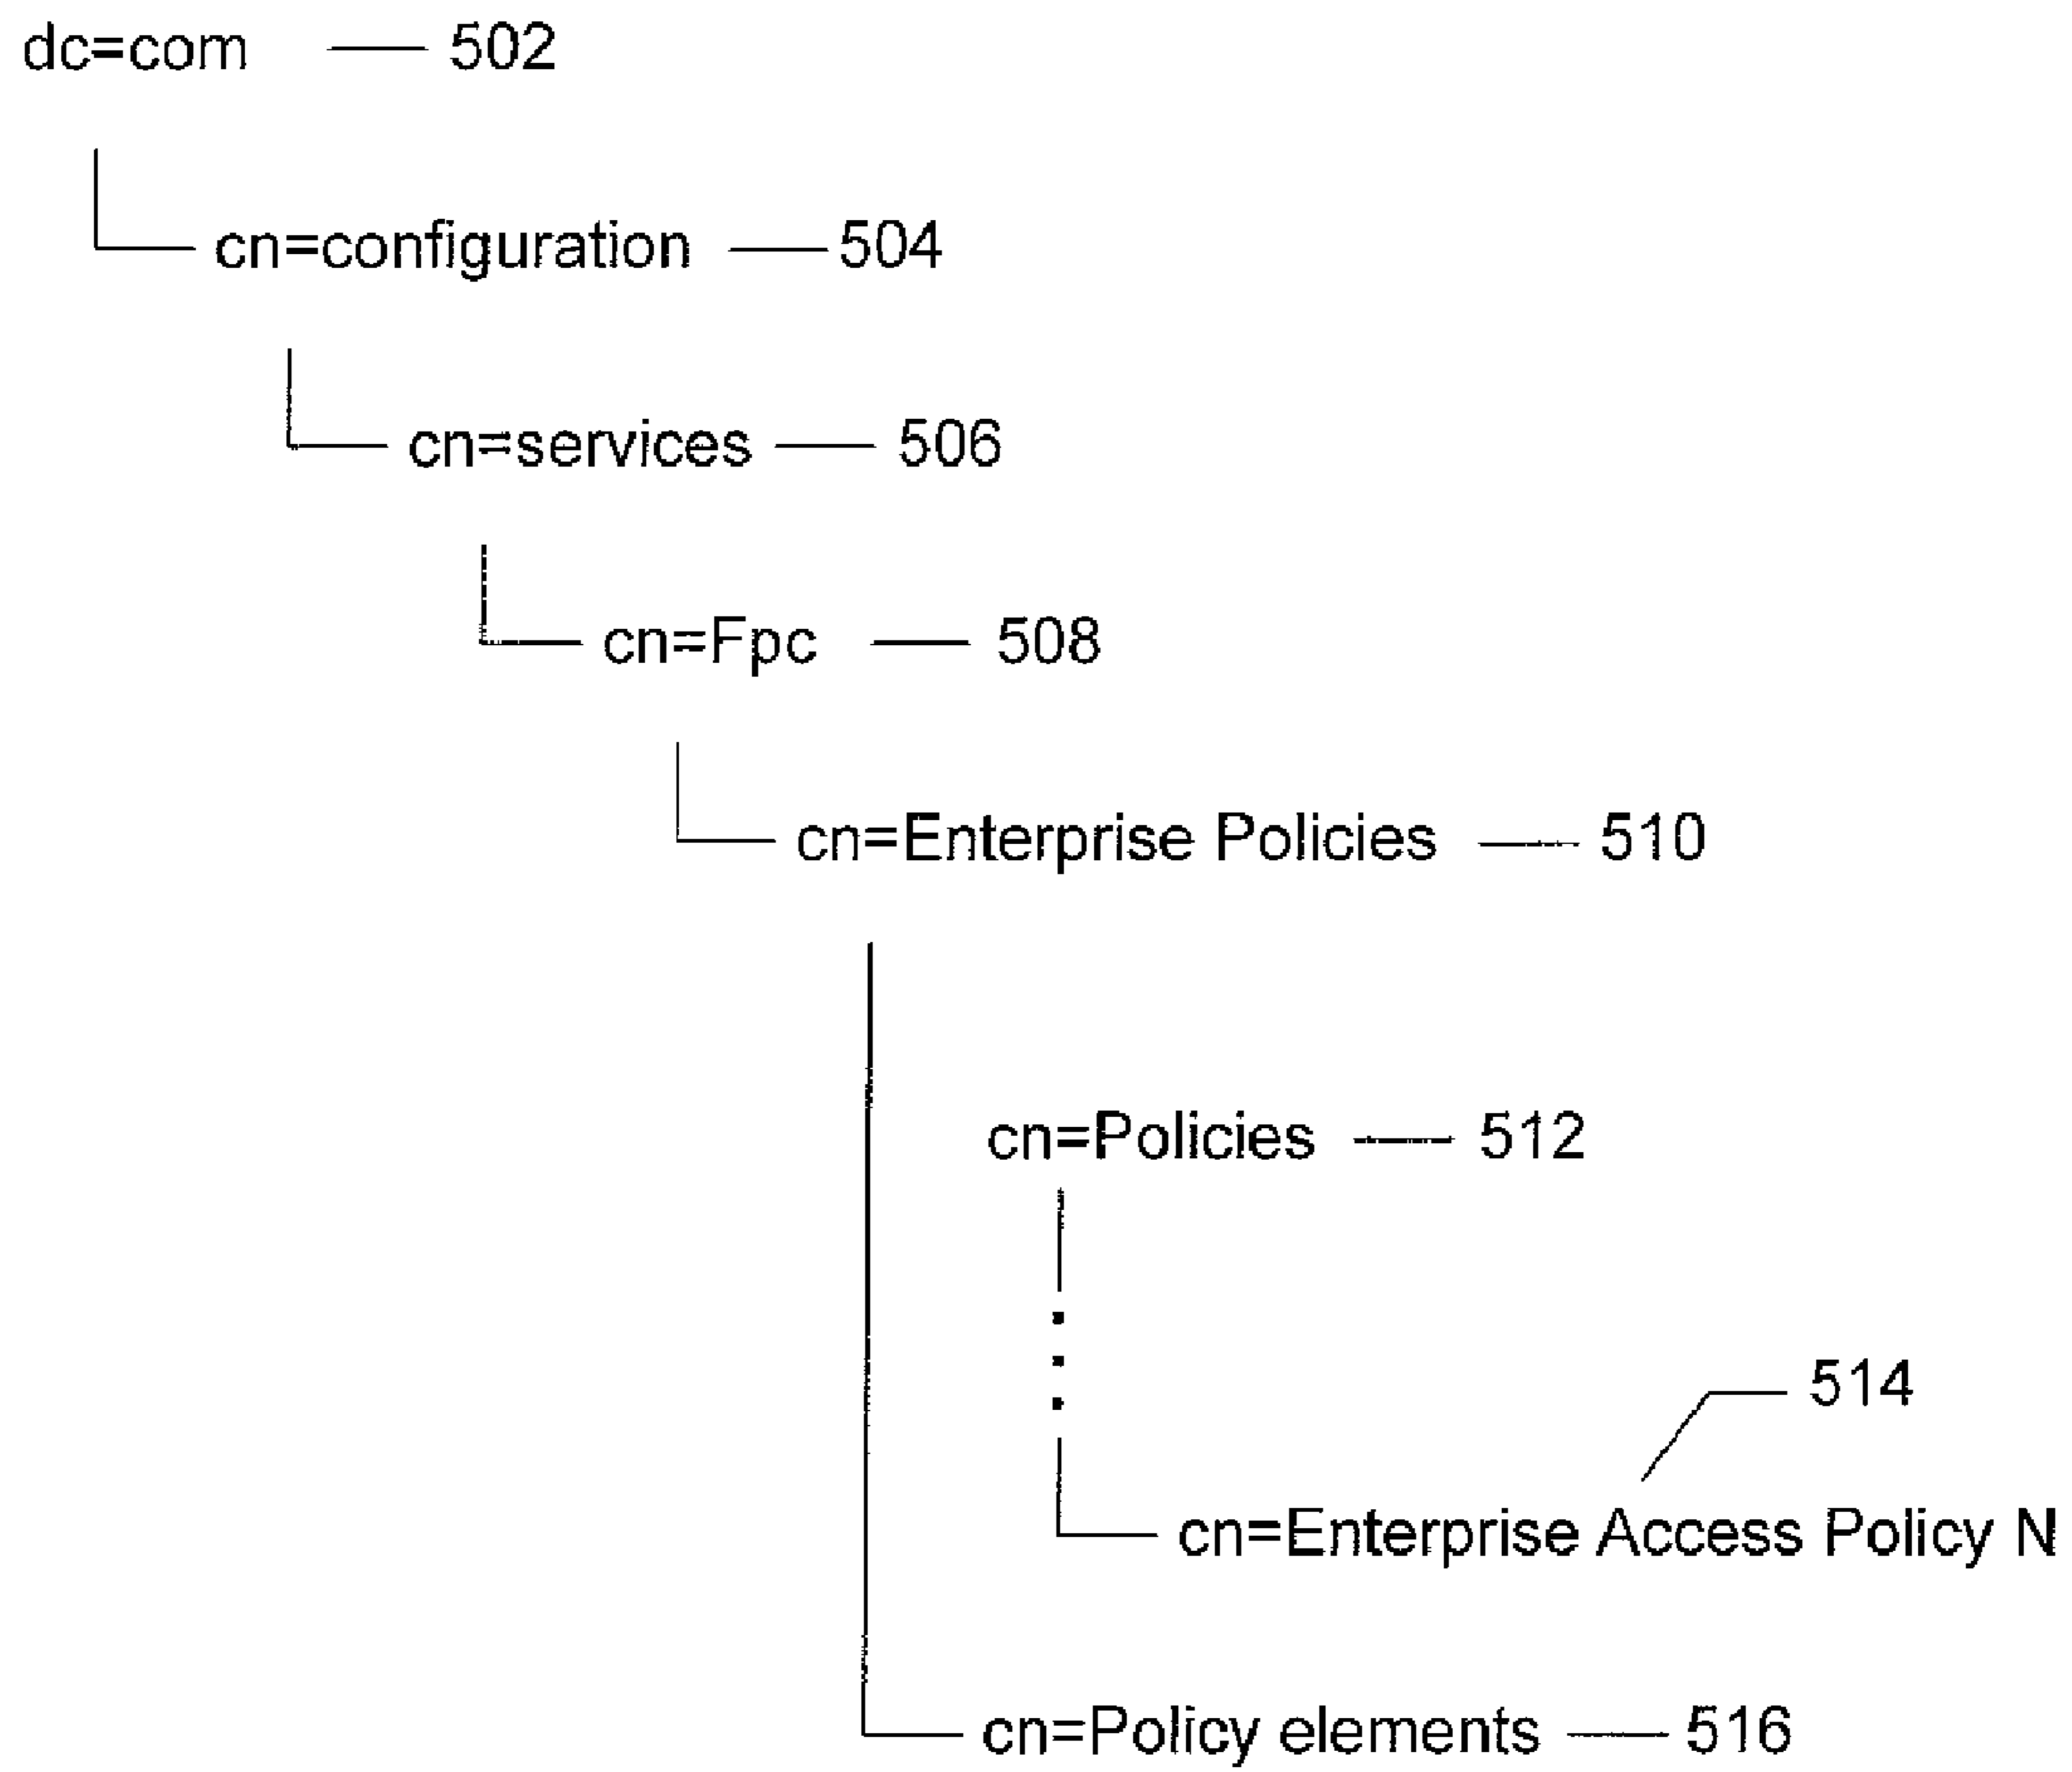 dc=com 502
cn=configuration 504
cn=services 506
cn=Fpc 508
cn=Enterprise Policies 510
cn=Policies 512
514
cn=Enterprise Access Policy N
cn=Policy elements 516